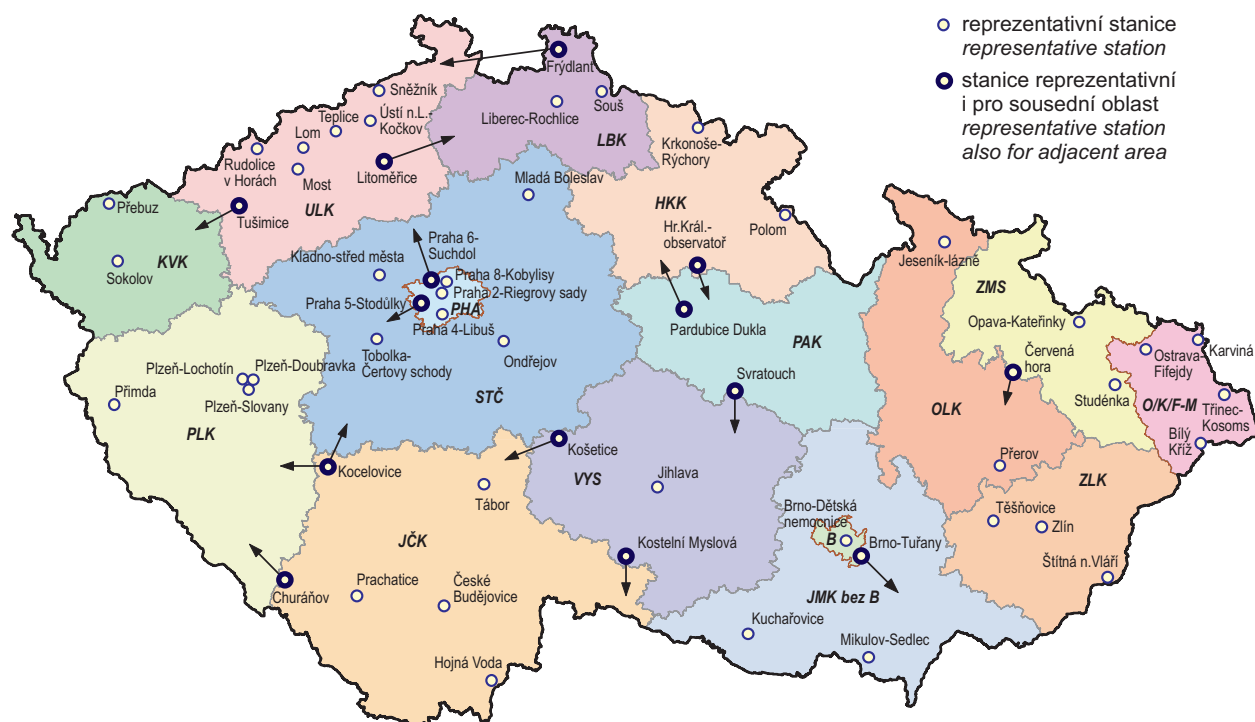 reprezentativní stanice
representative station
stanice reprezentativní
i pro sousední oblast
representative station
also for adjacent area
Frýdlant
Sněžník
Souš
Liberec-Rochlice
LBK
Teplice
Ústí n.L.-
Kočkov
Lom
Rudolice
v Horách
Most
Litoměřice
Krkonoše-
Rýchory
Mladá Boleslav
HKK
Přebuz
Tušimice
ULK
Polom
Hr.Král.-
observatoř
KVK
Sokolov
Praha 6-
Suchdol
Kladno-střed města
Praha 8-Kobylisy
Praha 2-Riegrovy sady
Praha 5-Stodůlky
PHA
Praha 4-Libuš
Jeseník-lázně
ZMS
Opava-Kateřinky
Pardubice Dukla
PAK
Tobolka-
Čertovy schody
Ondřejov
Červená
hora
Ostrava-
Fifejdy
Karviná
Plzeň-Lochotín
Plzeň-Doubravka
Přimda
Plzeň-Slovany
PLK
STČ
Svratouch
Studénka
O/K/F-M
Třinec-
Kosoms
OLK
Bílý
Kříž
Kocelovice
Košetice
VYS
Jihlava
Tábor
Přerov
ZLK
Těšňovice
Zlín
Brno-Dětská
nemocnice
B
Brno-Tuřany
JČK
Kostelní Myslová
Štítná n.Vláří
Churáňov
Prachatice
České
Budějovice
JMK bez B
Kuchařovice
Mikulov-Sedlec
Hojná Voda